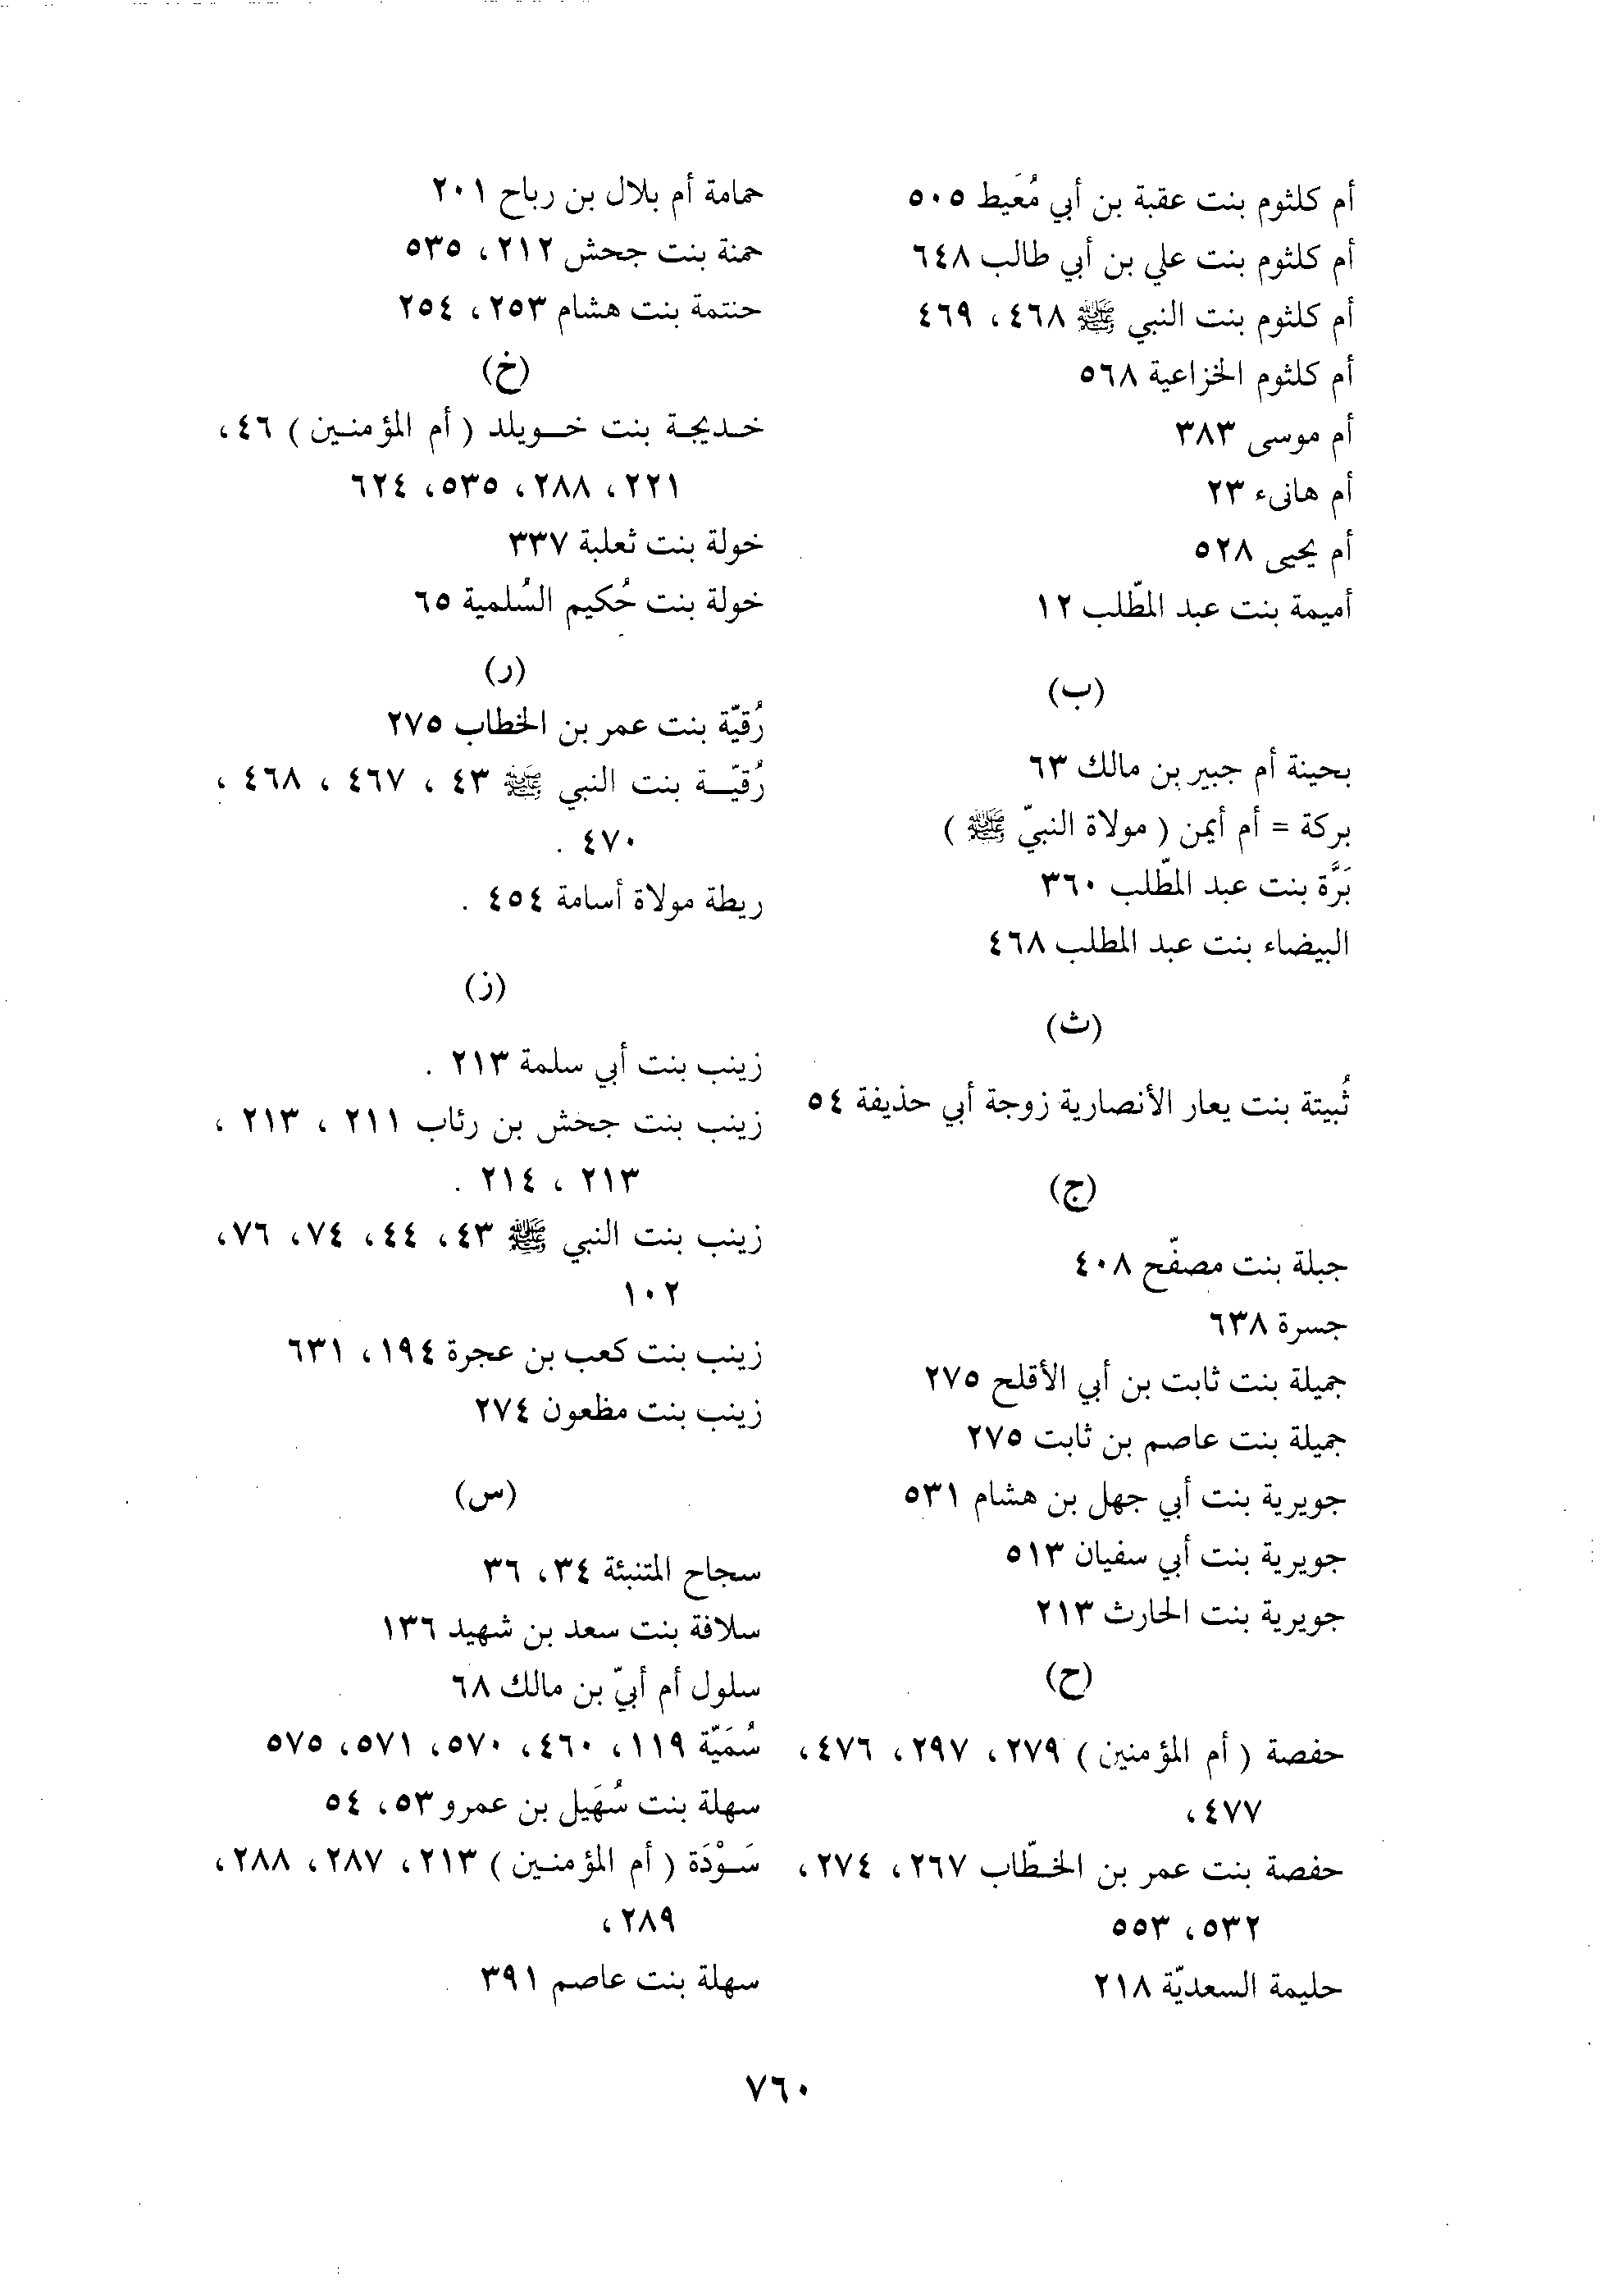 أم كلثوم بنت عقبة بن أبي مُعَيط ٥٠٥
أم كلثوم بنت علي بن أبي طالب ٦٤٨
أم كلثوم بنت النبي ﷺ ٤٦٨، ٤٦٩
أم كلثوم الخزاعية ٥٦٨
أم موسى ٣٨٣
أم هانىء ٢٣
أم يحيى ٥٢٨
أميمة بنت عبد المطّلب ١٢
(ب)
بحينة أم جبير بن مالك ٦٣
بركة = أم أيمن ( مولاة النبيّ ﷺ )
بَرَّة بنت عبد المطّلب ٣٦٠
البيضاء بنت عبد المطلب ٤٦٨
(ث)
ثُبيتة بنت يعار الأنصارية زوجة أبي حذيفة ٥٤
(ج)
جبلة بنت مصفّح ٤٠٨
جسرة ٦٣٨
جميلة بنت ثابت بن أبي الأقلح ٢٧٥
جميلة بنت عاصم بن ثابت ٢٧٥
جويرية بنت أبي جهل بن هشام ٥٣١
جويرية بنت أبي سفيان ٥١٣
جويرية بنت الحارث ٢١٣
(ح)
حفصة ( أم المؤمنين ) ٢٧٩، ٢٩٧، ٤٧٦،
٤٧٧،
حفصة بنت عمر بن الخطّاب ٢٦٧، ٢٧٤،
٥٣٢، ٥٥٣
حليمة السعديّة ٢١٨
حمامة أم بلال بن رباح ٢٠١
حمنة بنت جحش ٢١٢، ٥٣٥
حنتمة بنت هشام ٢٥٣، ٢٥٤
(خ)
خديجة بنت خويلد ( أم المؤمنين ) ٤٦،
٢٢١، ٢٨٨، ٥٣٥، ٦٢٤
خولة بنت ثعلبة ٣٣٧
خولة بنت حُكيم السُلمية ٦٥
(ر)
رُقيّة بنت عمر بن الخطاب ٢٧٥
رُقيّة بنت النبي ﷺ ٤٣ ، ٤٦٧ ، ٤٦٨ ،
٤٧٠ .
ريطة مولاة أسامة ٤٥٤ .
(ز)
زينب بنت أبي سلمة ٢١٣ .
زينب بنت جحش بن رئاب ٢١١ ، ٢١٣ ،
٢١٣ ، ٢١٤ .
زينب بنت النبي ﷺ ٤٣، ٤٤، ٧٤، ٧٦،
١٠٢
زينب بنت كعب بن عجرة ١٩٤، ٦٣١
زينب بنت مظعون ٢٧٤
(س)
سجاح المتنبئة ٣٤، ٣٦
سلافة بنت سعد بن شهيد ١٣٦
سلول أم أبيّ بن مالك ٦٨
سُمَيّة ١١٩، ٤٦٠، ٥٧٠، ٥٧١، ٥٧٥
سهلة بنت سُهَيل بن عمرو ٥٣، ٥٤
سَوْدَة ( أم المؤمنين ) ٢١٣، ٢٨٧، ٢٨٨،
٢٨٩،
سهلة بنت عاصم ٣٩١
٧٦٠